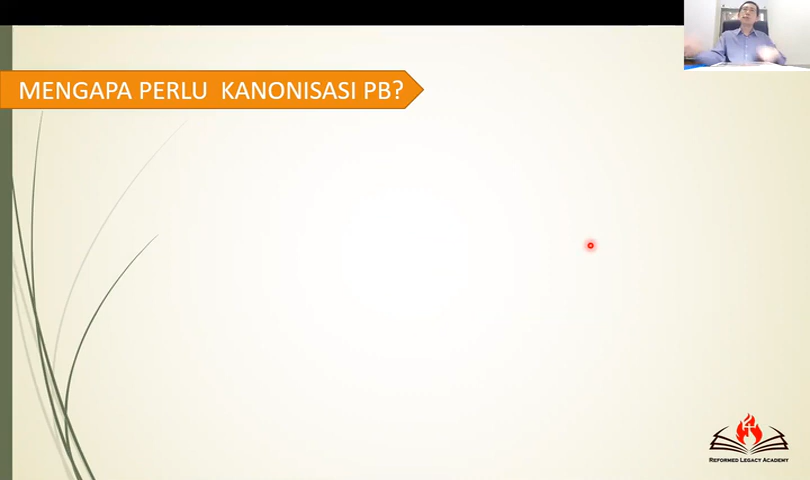 MENGAPA PERLU  KANONISASI PB?
REFORMED LEGACY ACADEMY